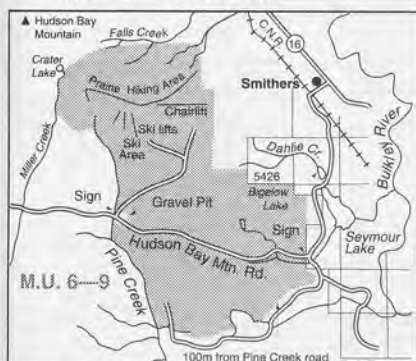 ▲ Hudson Bay
Mountain
Falls Creek
C.N.R.
16
Crater
Lake
Smithers
Prairie Hiking Area
Chairlift
Bulkley River
Miller Creek
Ski lifts
Ski
Area
Dahlie Cr.
5426
Bigelow
Lake
Sign
Gravel Pit
Sign
Seymour
Lake
Hudson Bay Mtn. Rd.
M.U. 6—9
Pine Creek
100m from Pine Creek road